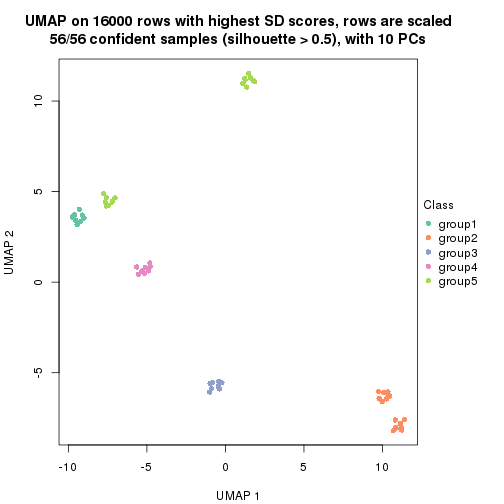 UMAP on 16000 rows with highest SD scores, rows are scaled
56/56 confident samples (silhouette > 0.5), with 10 PCs
10
5
0
-5
UMAP 2
-10
-5
0
5
10
UMAP 1
Class
group1
group2
group3
group4
group5